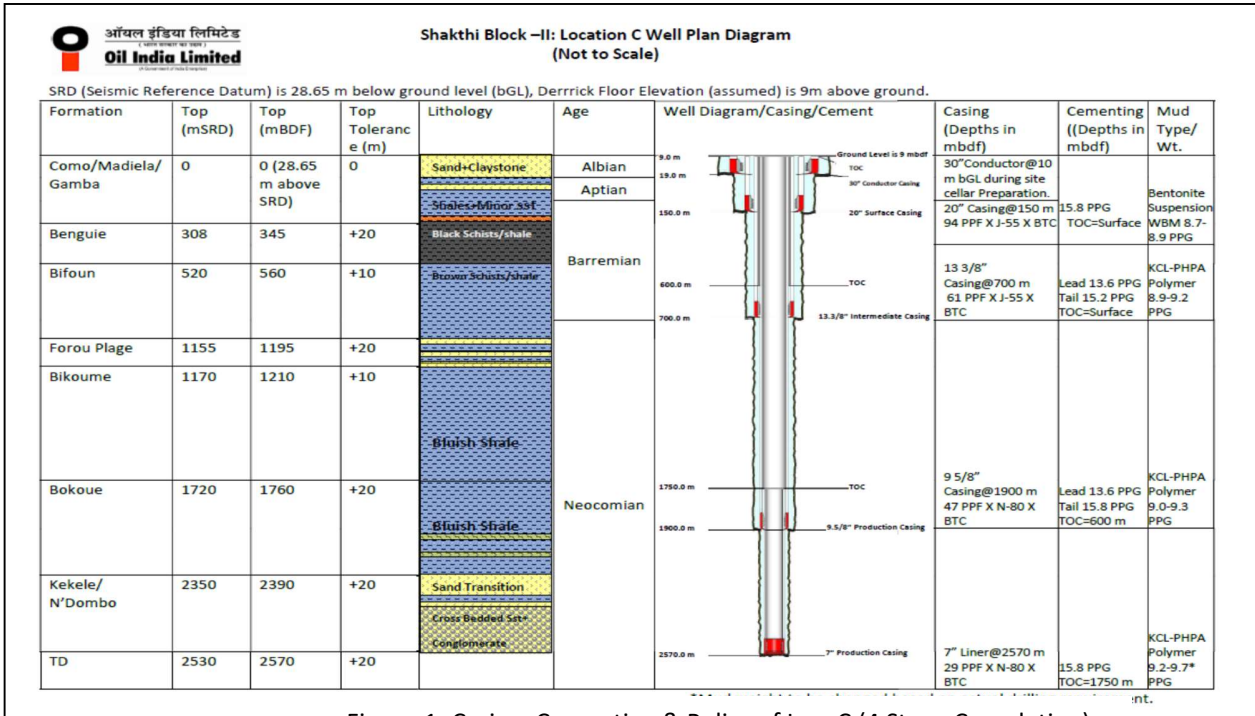 ऑयल इंडिया लिमिटेड
Oil India Limited
Shakthi Block –II: Location C Well Plan Diagram
(Not to Scale)
SRD (Seismic Reference Datum) is 28.65 m below ground level (bGL), Derrrick Floor Elevation (assumed) is 9m above ground.
Formation
Top
(mSRD)
Top
(mBDF)
Top
Toleranc
e (m)
Lithology
Age
Well Diagram/Casing/Cement
Casing
(Depths in
mbdf)
Cementing
((Depths in
mbdf)
Mud
Type/
Wt.
Como/Madiela/
Gamba
0
0 (28.65
m above
SRD)
0
Sand+Claystone
Shales+Minor SST
Albian
Aptian
9.0 m
Ground Level is 9 mbdf
TOC
19.0 m
30" Conductor Casing
150.0 m
20" Surface Casing
30"Conductor@10
m bGL during site
cellar Preparation.
20" Casing@150 m
94 PPF X J-55 X BTC
15.8 PPG
TOC=Surface
Bentonite
Suspension
WBM 8.7-
8.9 PPG
Benguie
308
345
+20
Black Schists/shale
Barremian
Bifoun
520
560
+10
Brown Schists/shale
600.0 m
TOC
700.0 m
13.3/8" Intermediate Casing
13 3/8"
Casing@700 m
61 PPF X J-55 X
BTC
Lead 13.6 PPG
Tail 15.2 PPG
TOC=Surface
KCL-PHPA
Polymer
8.9-9.2
PPG
Forou Plage
1155
1195
+20
Bikoume
1170
1210
+10
Bluish Shale
Bokoue
1720
1760
+20
Bluish Shale
Neocomian
1750.0 m
TOC
1900.0 m
9.5/8" Production Casing
9 5/8"
Casing@1900 m
47 PPF X N-80 X
BTC
Lead 13.6 PPG
Tail 15.8 PPG
TOC=600 m
KCL-PHPA
Polymer
9.0-9.3
PPG
Kekele/
N'Dombo
2350
2390
+20
Sand Transition
Cross Bedded Sst+
Conglomerate
TD
2530
2570
+20
2570.0 m
7" Production Casing
7" Liner@2570 m
29 PPF X N-80 X
BTC
15.8 PPG
TOC=1750 m
KCL-PHPA
Polymer
9.2-9.7*
PPG